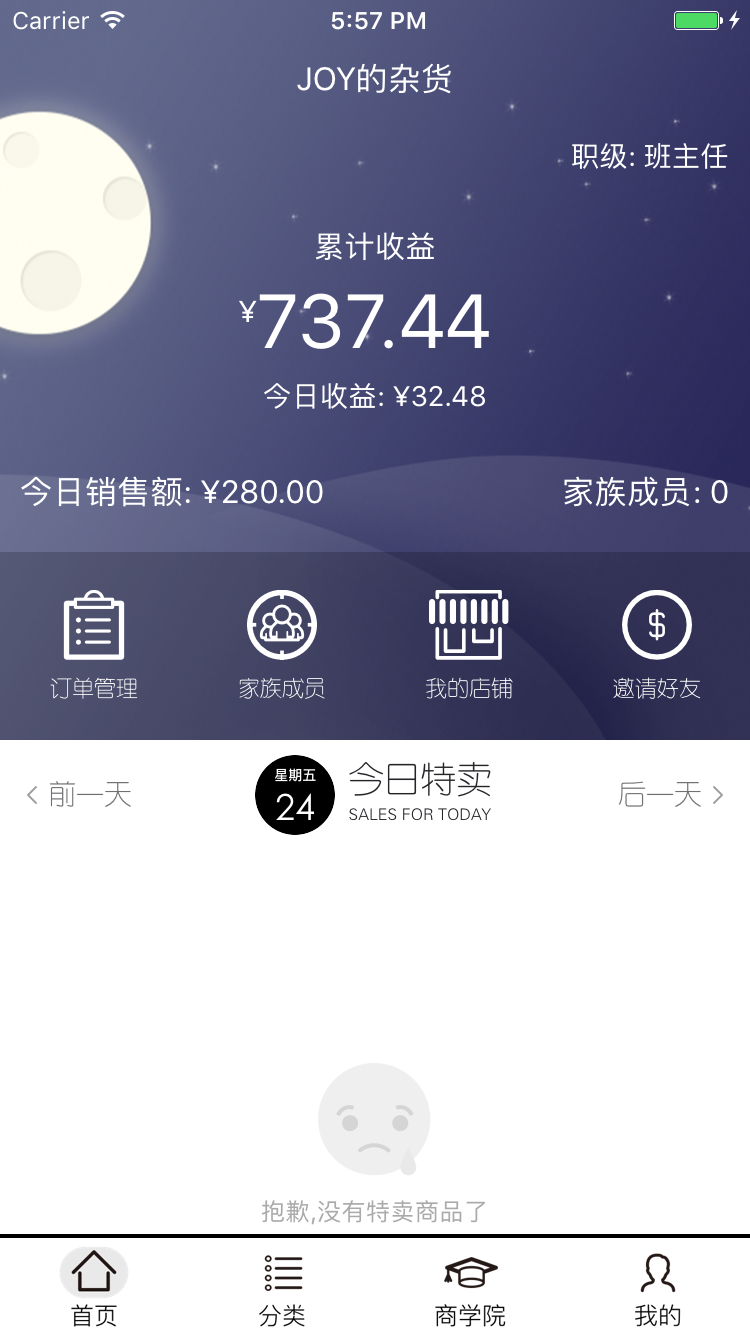 Carrier 5:57 PM
JOY的杂货
职级: 班主任
累计收益
¥737.44
今日收益: ¥32.48
今日销售额: ¥280.00 家族成员: 0
订单管理 家族成员 我的店铺 邀请好友
前一天 星期五 24 今日特卖 后一天
SALES FOR TODAY
抱歉,没有特卖商品了
首页 分类 商学院 我的